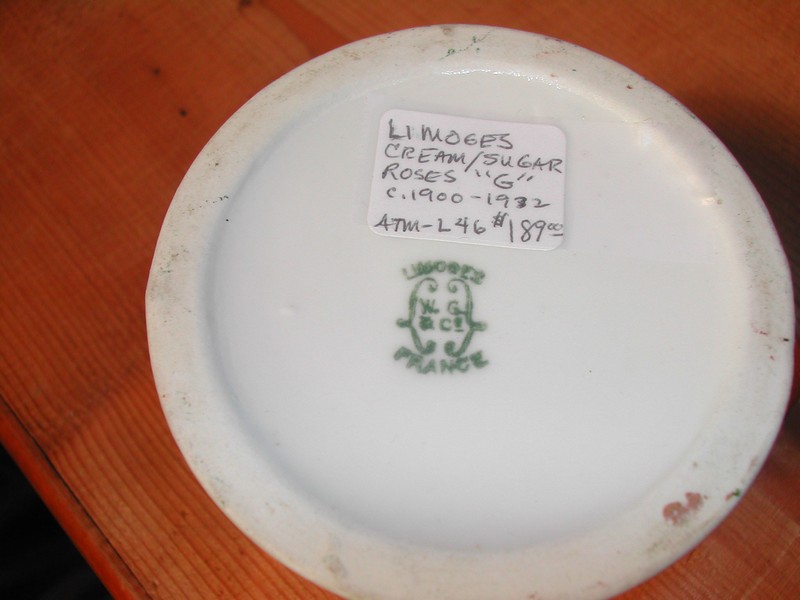 LIMOGES
CREAM/SUGAR
ROSES "G"
c.1900-1932
ATM-L46 $189.00
LIMOGES
W. G.
& Co
FRANCE